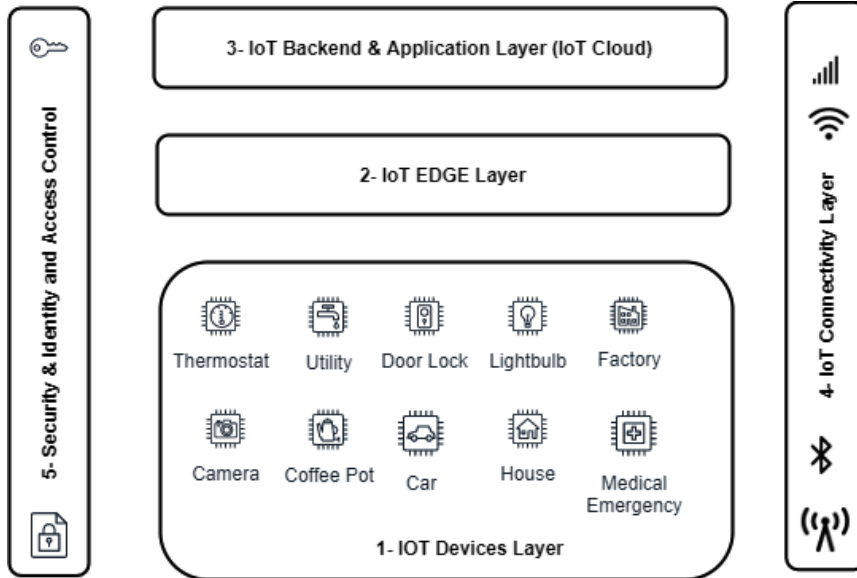 3- IoT Backend & Application Layer (IoT Cloud)
2- IoT EDGE Layer
Thermostat
Utility
Door Lock
Lightbulb
Factory
Camera
Coffee Pot
Car
House
Medical
Emergency
1- IOT Devices Layer
5- Security & Identity and Access Control
4- IoT Connectivity Layer